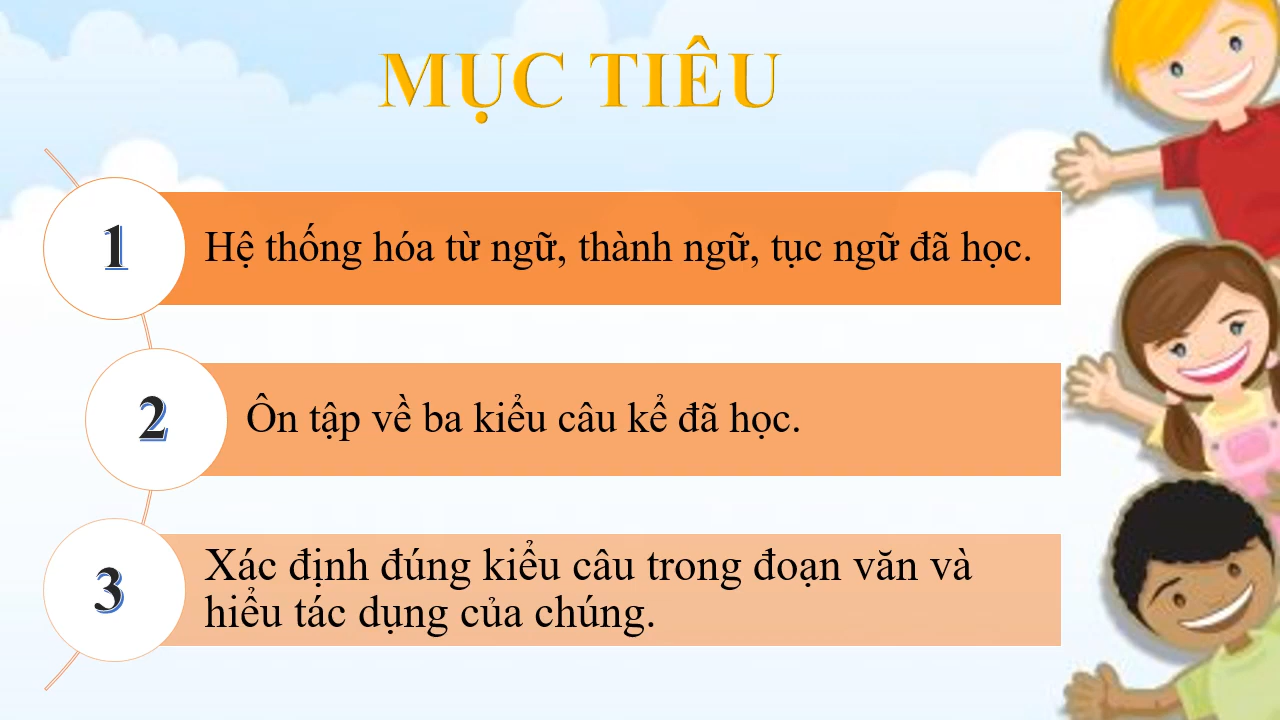 MỤC TIÊU
1
Hệ thống hóa từ ngữ, thành ngữ, tục ngữ đã học.
2
Ôn tập về ba kiểu câu kể đã học.
3
Xác định đúng kiểu câu trong đoạn văn và
hiểu tác dụng của chúng.